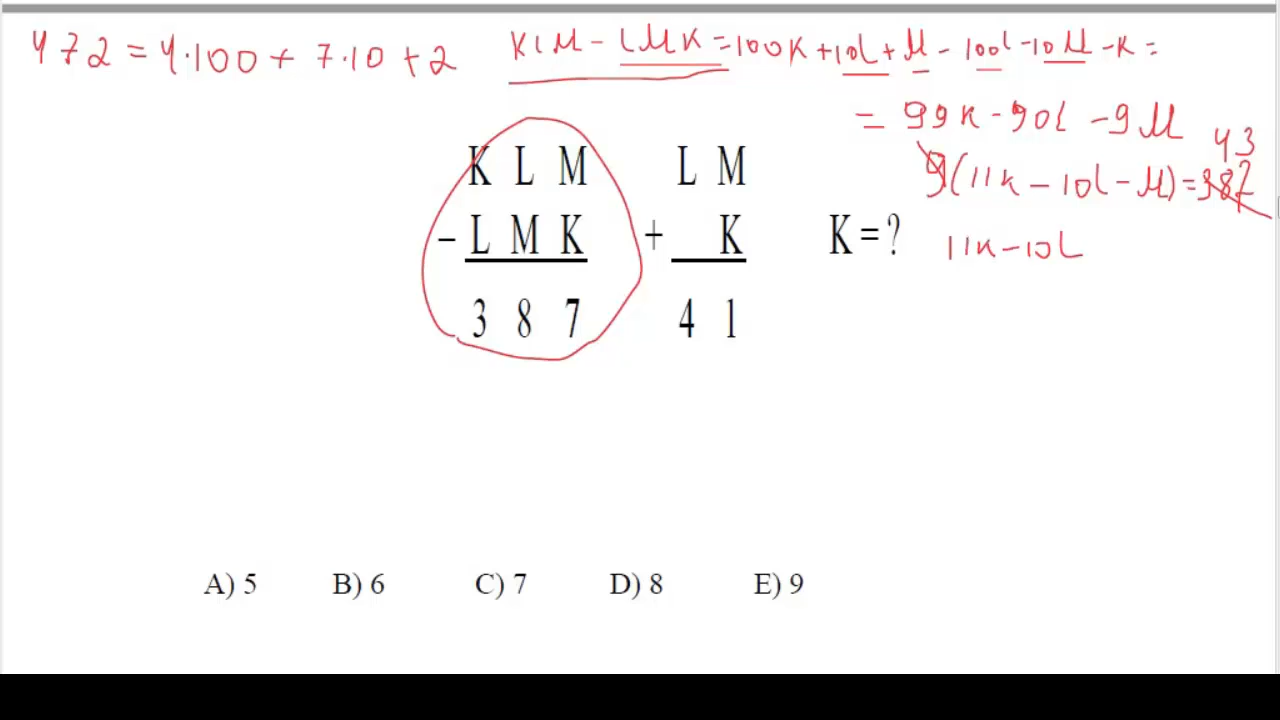 472 = 4·100 + 7·10 + 2
KLM - LMK = 100K + 10L + M - 100L - 10M - K =
= 99K - 90L - 9M
43
9(11K - 10L - M) = 387
11K - 10L
K L M
- L M K
3 8 7
L M
+ K
4 1
K = ?
A) 5 B) 6 C) 7 D) 8 E) 9